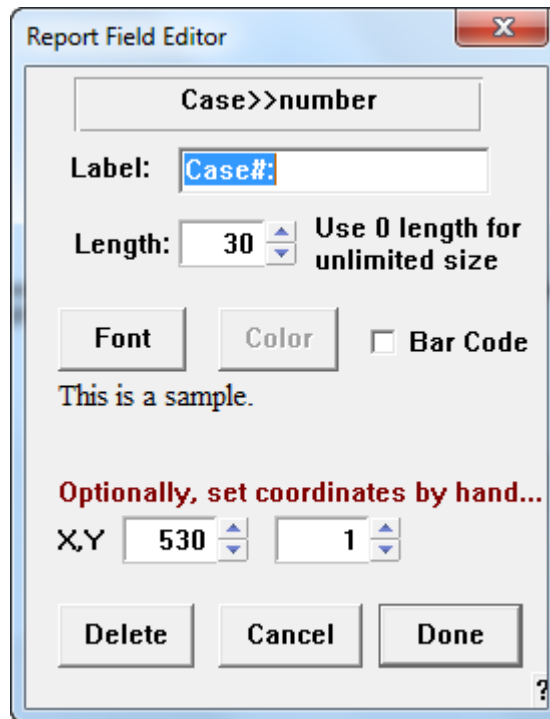 Report Field Editor
X
Case>>number
Label: Case#:
Length: 30 Use 0 length for
unlimited size
Font Color Bar Code
This is a sample.
Optionally, set coordinates by hand...
X,Y 530 1
Delete Cancel Done
?